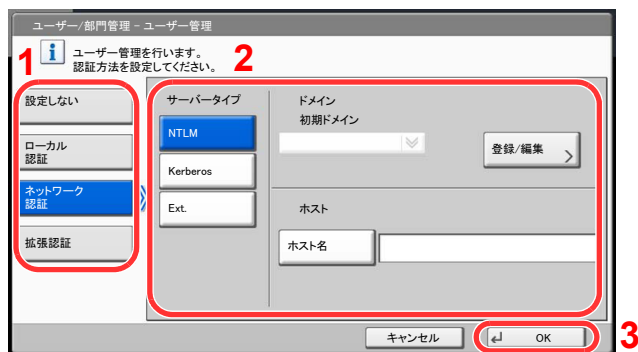 ユーザー/部門管理 - ユーザー管理
i
ユーザー管理を行います。
認証方法を設定してください。
1
2
設定しない
ローカル
認証
ネットワーク
認証
拡張認証
サーバータイプ
NTLM
Kerberos
Ext.
ドメイン
初期ドメイン
登録/編集
ホスト
ホスト名
キャンセル
OK
3